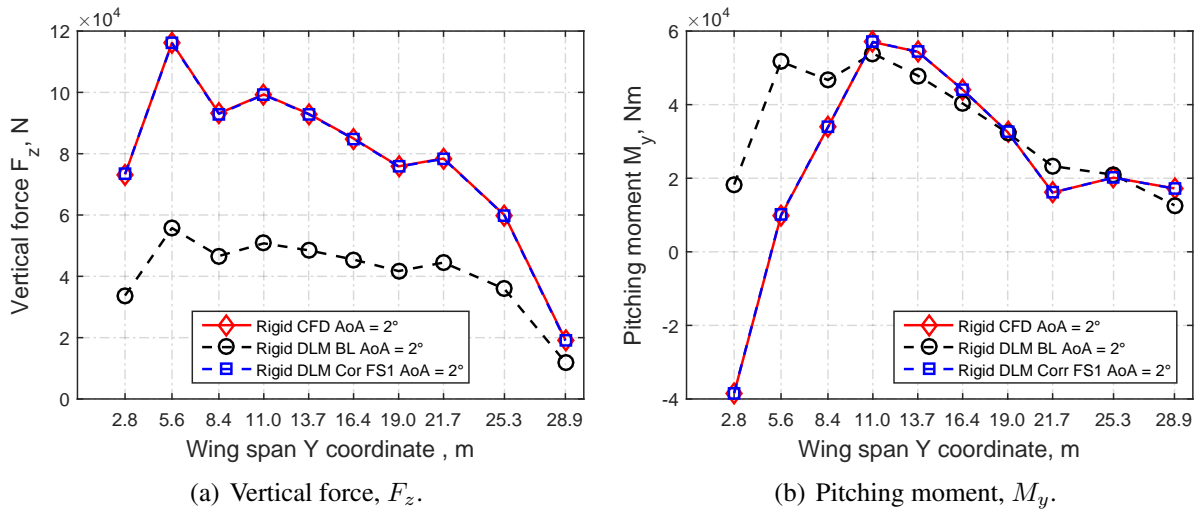 ×10⁴
12
10
8
6
4
2
0
Vertical force F_z, N
2.8 5.6 8.4 11.0 13.7 16.4 19.0 21.7 25.3 28.9
Wing span Y coordinate , m
Rigid CFD AoA = 2°
Rigid DLM BL AoA = 2°
Rigid DLM Cor FS1 AoA = 2°
(a) Vertical force, F_z.
×10⁴
6
4
2
0
-2
-4
Pitching moment M_y, Nm
2.8 5.6 8.4 11.0 13.7 16.4 19.0 21.7 25.3 28.9
Wing span Y coordinate, m
Rigid CFD AoA = 2°
Rigid DLM BL AoA = 2°
Rigid DLM Corr FS1 AoA = 2°
(b) Pitching moment, M_y.